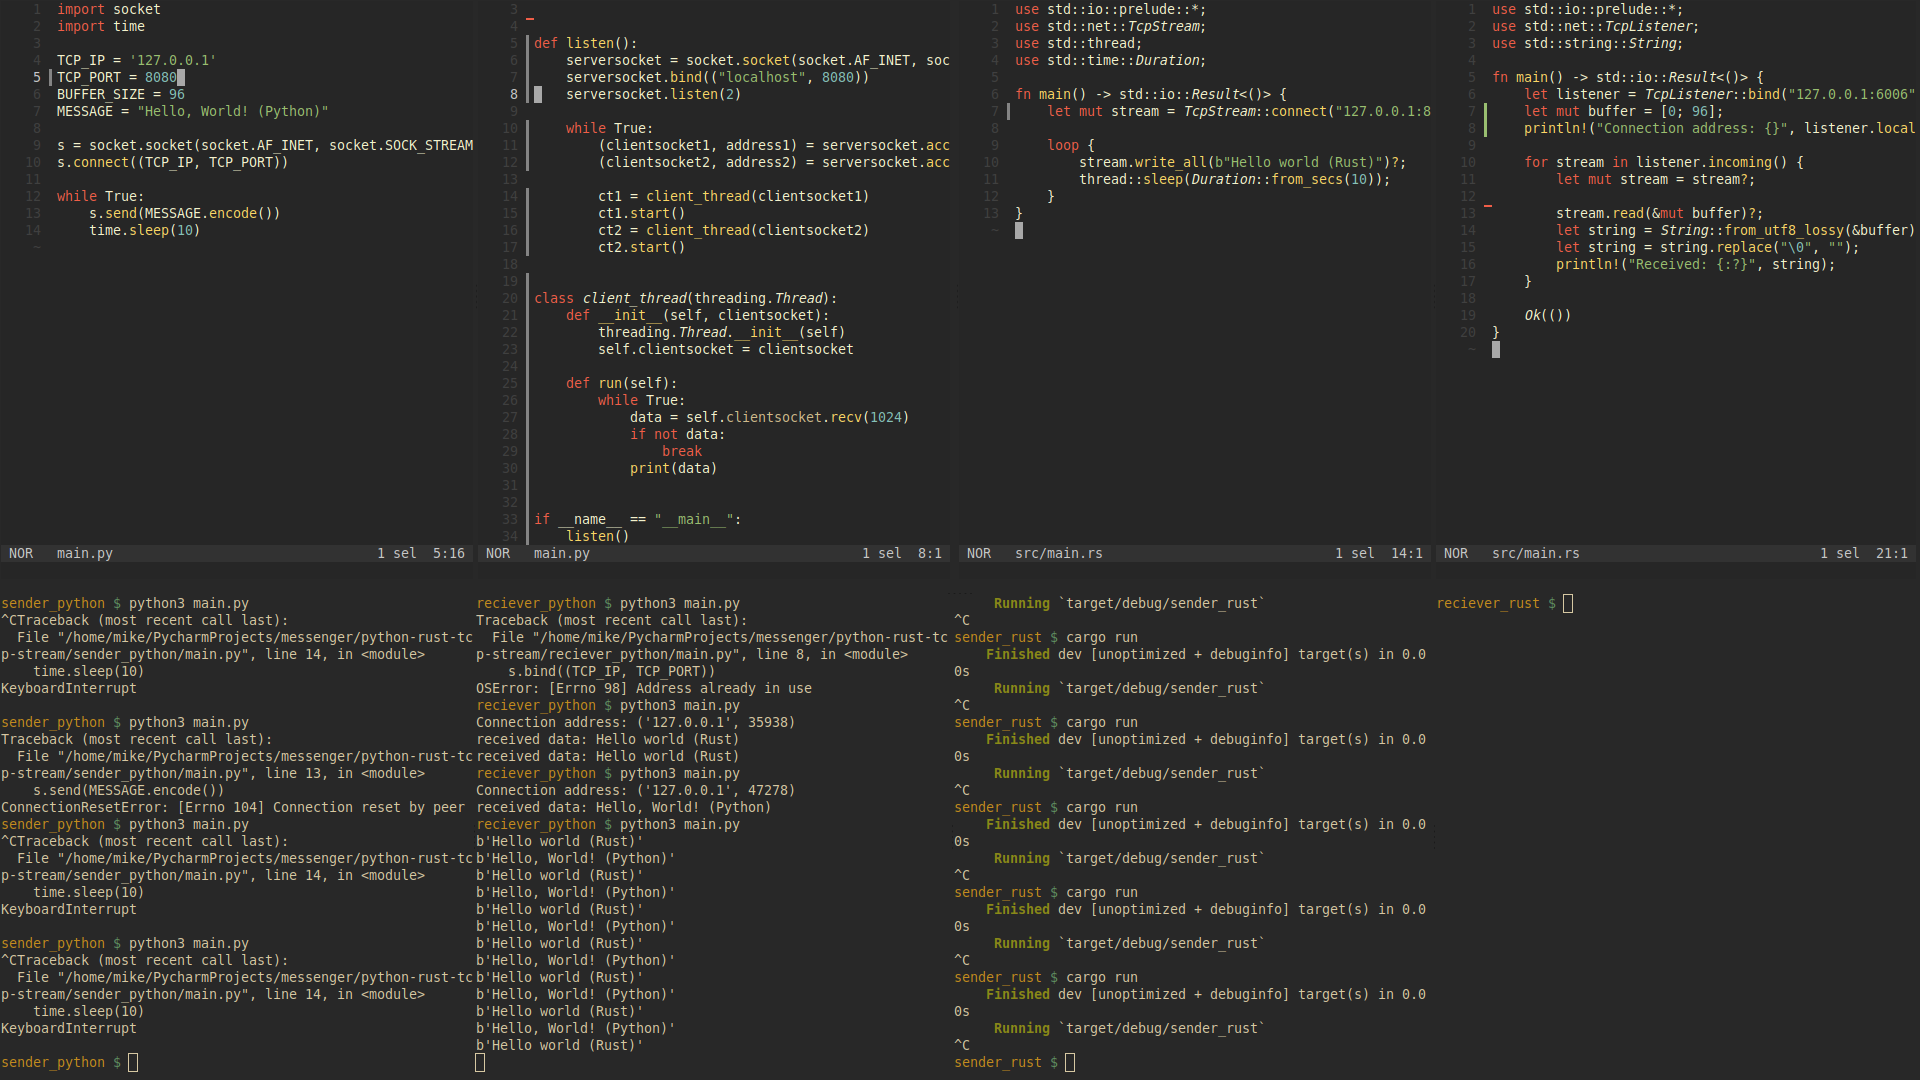 1 import socket
2 import time
3
4 TCP_IP = '127.0.0.1'
5 TCP_PORT = 8080
6 BUFFER_SIZE = 96
7 MESSAGE = "Hello, World! (Python)"
8
9 s = socket.socket(socket.AF_INET, socket.SOCK_STREAM
10 s.connect((TCP_IP, TCP_PORT))
11
12 while True:
13     s.send(MESSAGE.encode())
14     time.sleep(10)
~
NOR   main.py   1 sel  5:16
3
4
5 def listen():
6     serversocket = socket.socket(socket.AF_INET, soc
7     serversocket.bind(("localhost", 8080))
8     serversocket.listen(2)
9
10     while True:
11         (clientsocket1, address1) = serversocket.acc
12         (clientsocket2, address2) = serversocket.acc
13
14         ct1 = client_thread(clientsocket1)
15         ct1.start()
16         ct2 = client_thread(clientsocket2)
17         ct2.start()
18
19
20 class client_thread(threading.Thread):
21     def __init__(self, clientsocket):
22         threading.Thread.__init__(self)
23         self.clientsocket = clientsocket
24
25     def run(self):
26         while True:
27             data = self.clientsocket.recv(1024)
28             if not data:
29                 break
30             print(data)
31
32
33 if __name__ == "__main__":
34     listen()
NOR   main.py   1 sel  8:1
1 use std::io::prelude::*;
2 use std::net::TcpStream;
3 use std::thread;
4 use std::time::Duration;
5
6 fn main() -> std::io::Result<()> {
7     let mut stream = TcpStream::connect("127.0.0.1:8
8
9     loop {
10         stream.write_all(b"Hello world (Rust)")?;
11         thread::sleep(Duration::from_secs(10));
12     }
13 }
~
NOR   src/main.rs   1 sel  14:1
1 use std::io::prelude::*;
2 use std::net::TcpListener;
3 use std::string::String;
4
5 fn main() -> std::io::Result<()> {
6     let listener = TcpListener::bind("127.0.0.1:6006"
7     let mut buffer = [0; 96];
8     println!("Connection address: {}", listener.local
9
10     for stream in listener.incoming() {
11         let mut stream = stream?;
12
13         stream.read(&mut buffer)?;
14         let string = String::from_utf8_lossy(&buffer)
15         let string = string.replace("\0", "");
16         println!("Received: {:?}", string);
17     }
18
19     Ok(())
20 }
~
NOR   src/main.rs   1 sel  21:1
sender_python $ python3 main.py
^CTraceback (most recent call last):
  File "/home/mike/PycharmProjects/messenger/python-rust-tc
p-stream/sender_python/main.py", line 14, in <module>
    time.sleep(10)
KeyboardInterrupt

sender_python $ python3 main.py
Traceback (most recent call last):
  File "/home/mike/PycharmProjects/messenger/python-rust-tc
p-stream/sender_python/main.py", line 13, in <module>
    s.send(MESSAGE.encode())
ConnectionResetError: [Errno 104] Connection reset by peer
sender_python $ python3 main.py
^CTraceback (most recent call last):
  File "/home/mike/PycharmProjects/messenger/python-rust-tc
p-stream/sender_python/main.py", line 14, in <module>
    time.sleep(10)
KeyboardInterrupt

sender_python $ python3 main.py
^CTraceback (most recent call last):
  File "/home/mike/PycharmProjects/messenger/python-rust-tc
p-stream/sender_python/main.py", line 14, in <module>
    time.sleep(10)
KeyboardInterrupt

sender_python $
reciever_python $ python3 main.py
Traceback (most recent call last):
  File "/home/mike/PycharmProjects/messenger/python-rust-tc
p-stream/reciever_python/main.py", line 8, in <module>
    s.bind((TCP_IP, TCP_PORT))
OSError: [Errno 98] Address already in use
reciever_python $ python3 main.py
Connection address: ('127.0.0.1', 35938)
received data: Hello world (Rust)
received data: Hello world (Rust)
reciever_python $ python3 main.py
Connection address: ('127.0.0.1', 47278)
received data: Hello, World! (Python)
reciever_python $ python3 main.py
b'Hello world (Rust)'
b'Hello, World! (Python)'
b'Hello world (Rust)'
b'Hello, World! (Python)'
b'Hello world (Rust)'
b'Hello, World! (Python)'
b'Hello world (Rust)'
b'Hello, World! (Python)'
b'Hello world (Rust)'
b'Hello, World! (Python)'
b'Hello world (Rust)'
b'Hello, World! (Python)'
b'Hello world (Rust)'
     Running `target/debug/sender_rust`
^C
sender_rust $ cargo run
    Finished dev [unoptimized + debuginfo] target(s) in 0.0
0s
     Running `target/debug/sender_rust`
^C
sender_rust $ cargo run
    Finished dev [unoptimized + debuginfo] target(s) in 0.0
0s
     Running `target/debug/sender_rust`
^C
sender_rust $ cargo run
    Finished dev [unoptimized + debuginfo] target(s) in 0.0
0s
     Running `target/debug/sender_rust`
^C
sender_rust $ cargo run
    Finished dev [unoptimized + debuginfo] target(s) in 0.0
0s
     Running `target/debug/sender_rust`
^C
sender_rust $ cargo run
    Finished dev [unoptimized + debuginfo] target(s) in 0.0
0s
     Running `target/debug/sender_rust`
^C
sender_rust $
reciever_rust $